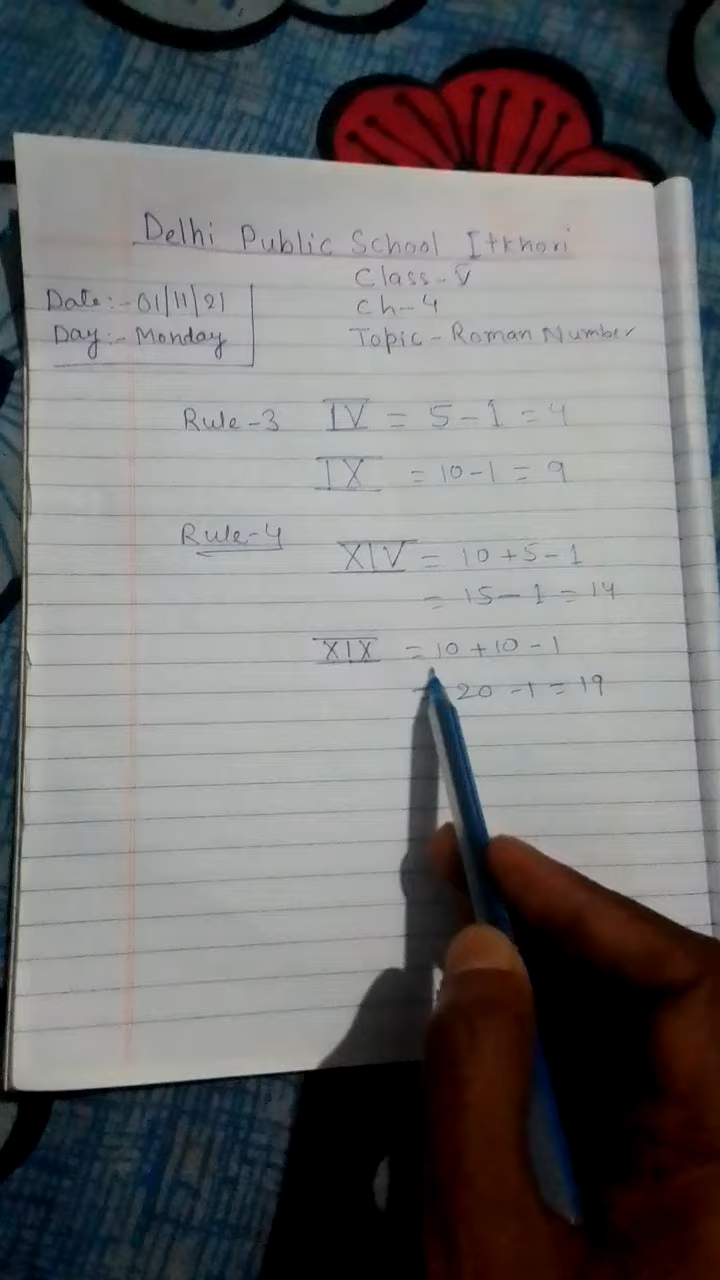 Delhi Public School Itkhori
Class-V
Date:-01/11/21
Ch-4
Day:- Monday
Topic-Roman Number
Rule-3 IV = 5-1 = 4
IX = 10-1 = 9
Rule-4
XIV = 10+5-1
= 15-1 = 14
XIX = 10+10-1
= 20-1 = 19